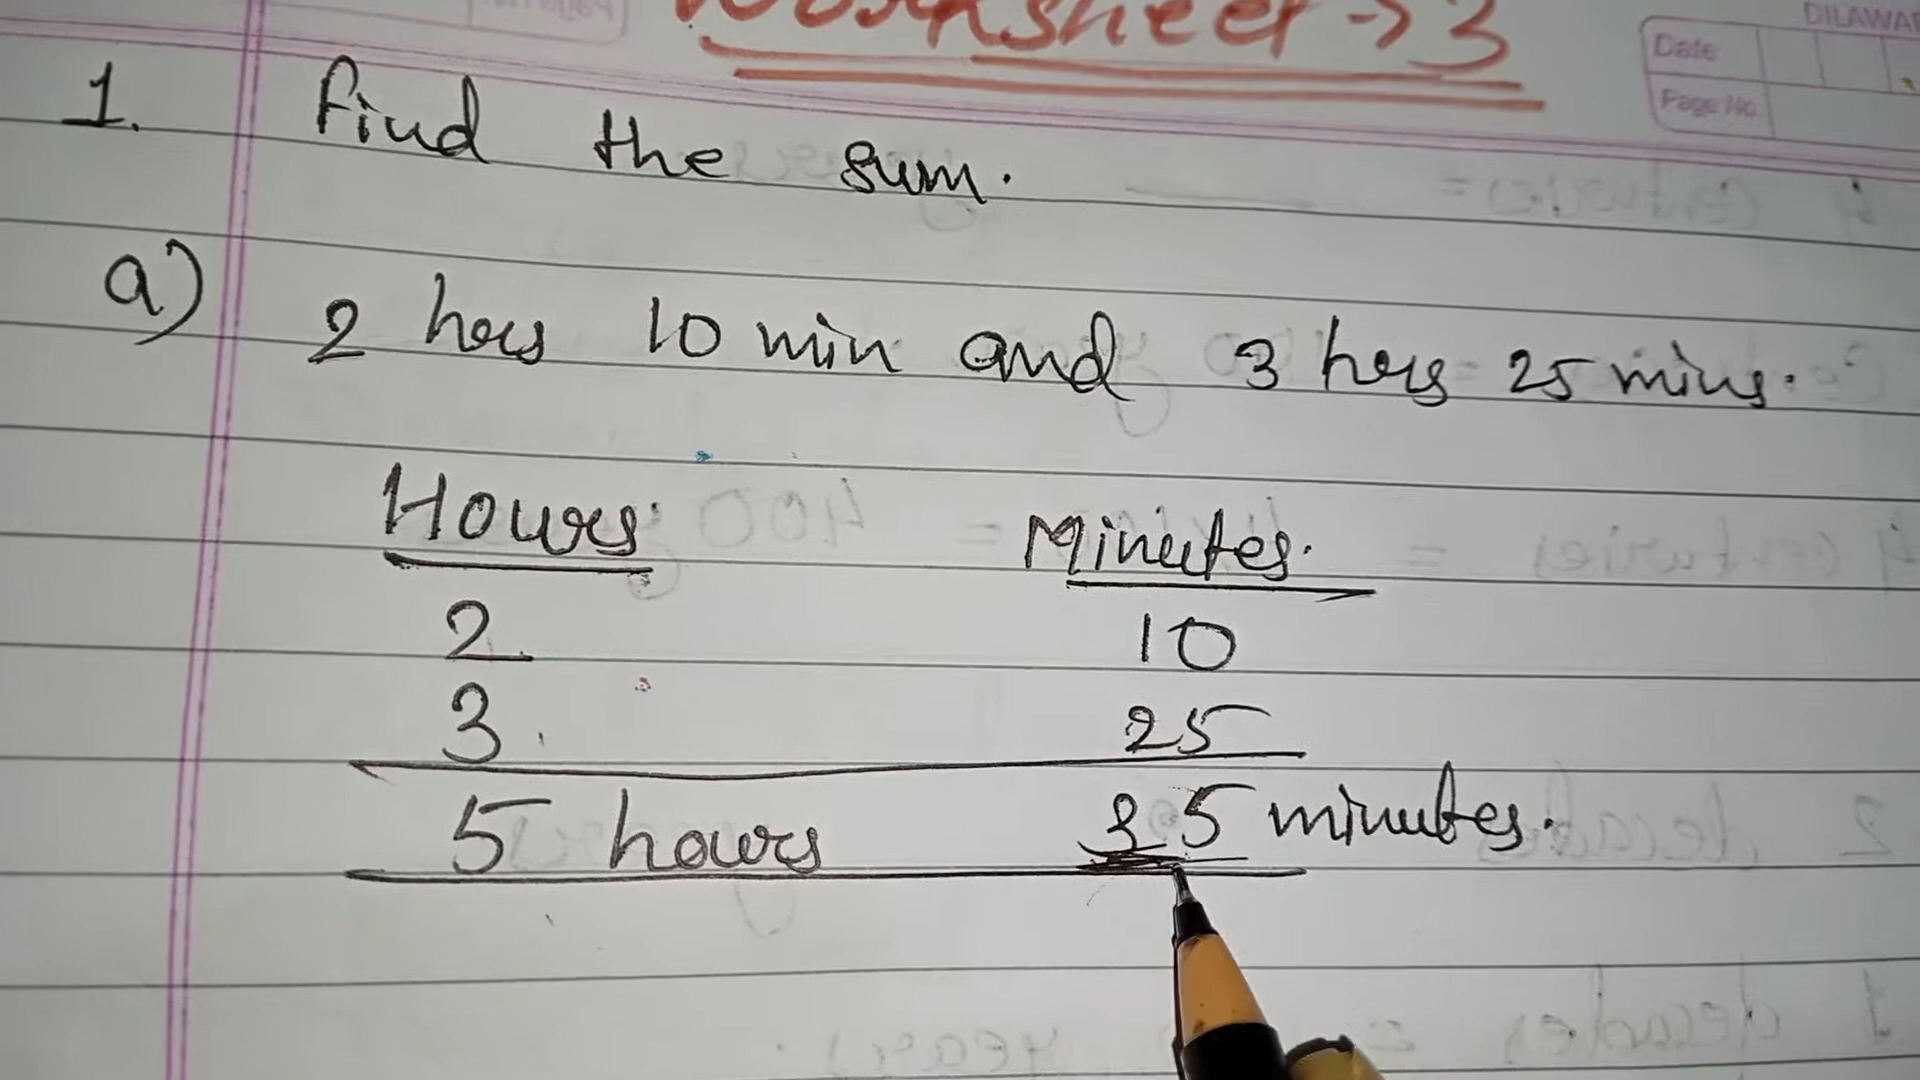 Worksheet → 3
DILAWAR
Date
Page No
1. Find the sum.
a) 2 hrs 10 min and 3 hrs 25 mins.
Hours Minutes.
2 10
3 25
5 hours 35 minutes.